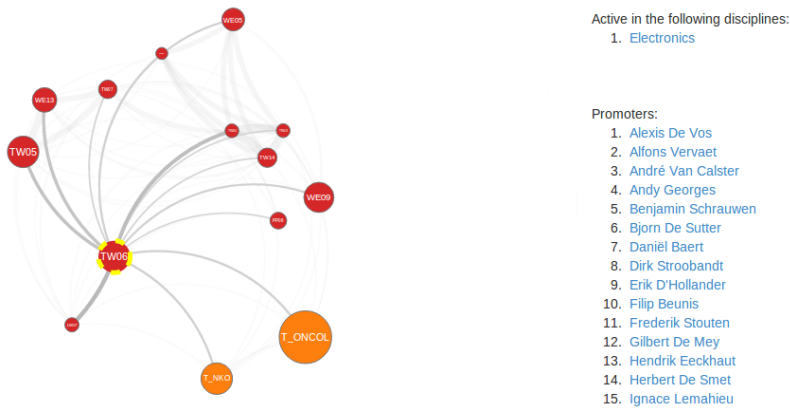 WE05
TW07
WE13
TW05
TW14
WE09
TW06
T_ONCOL
T_NKO
Active in the following disciplines:
1. Electronics
Promoters:
1. Alexis De Vos
2. Alfons Vervaet
3. André Van Calster
4. Andy Georges
5. Benjamin Schrauwen
6. Bjorn De Sutter
7. Daniël Baert
8. Dirk Stroobandt
9. Erik D'Hollander
10. Filip Beunis
11. Frederik Stouten
12. Gilbert De Mey
13. Hendrik Eeckhaut
14. Herbert De Smet
15. Ignace Lemahieu